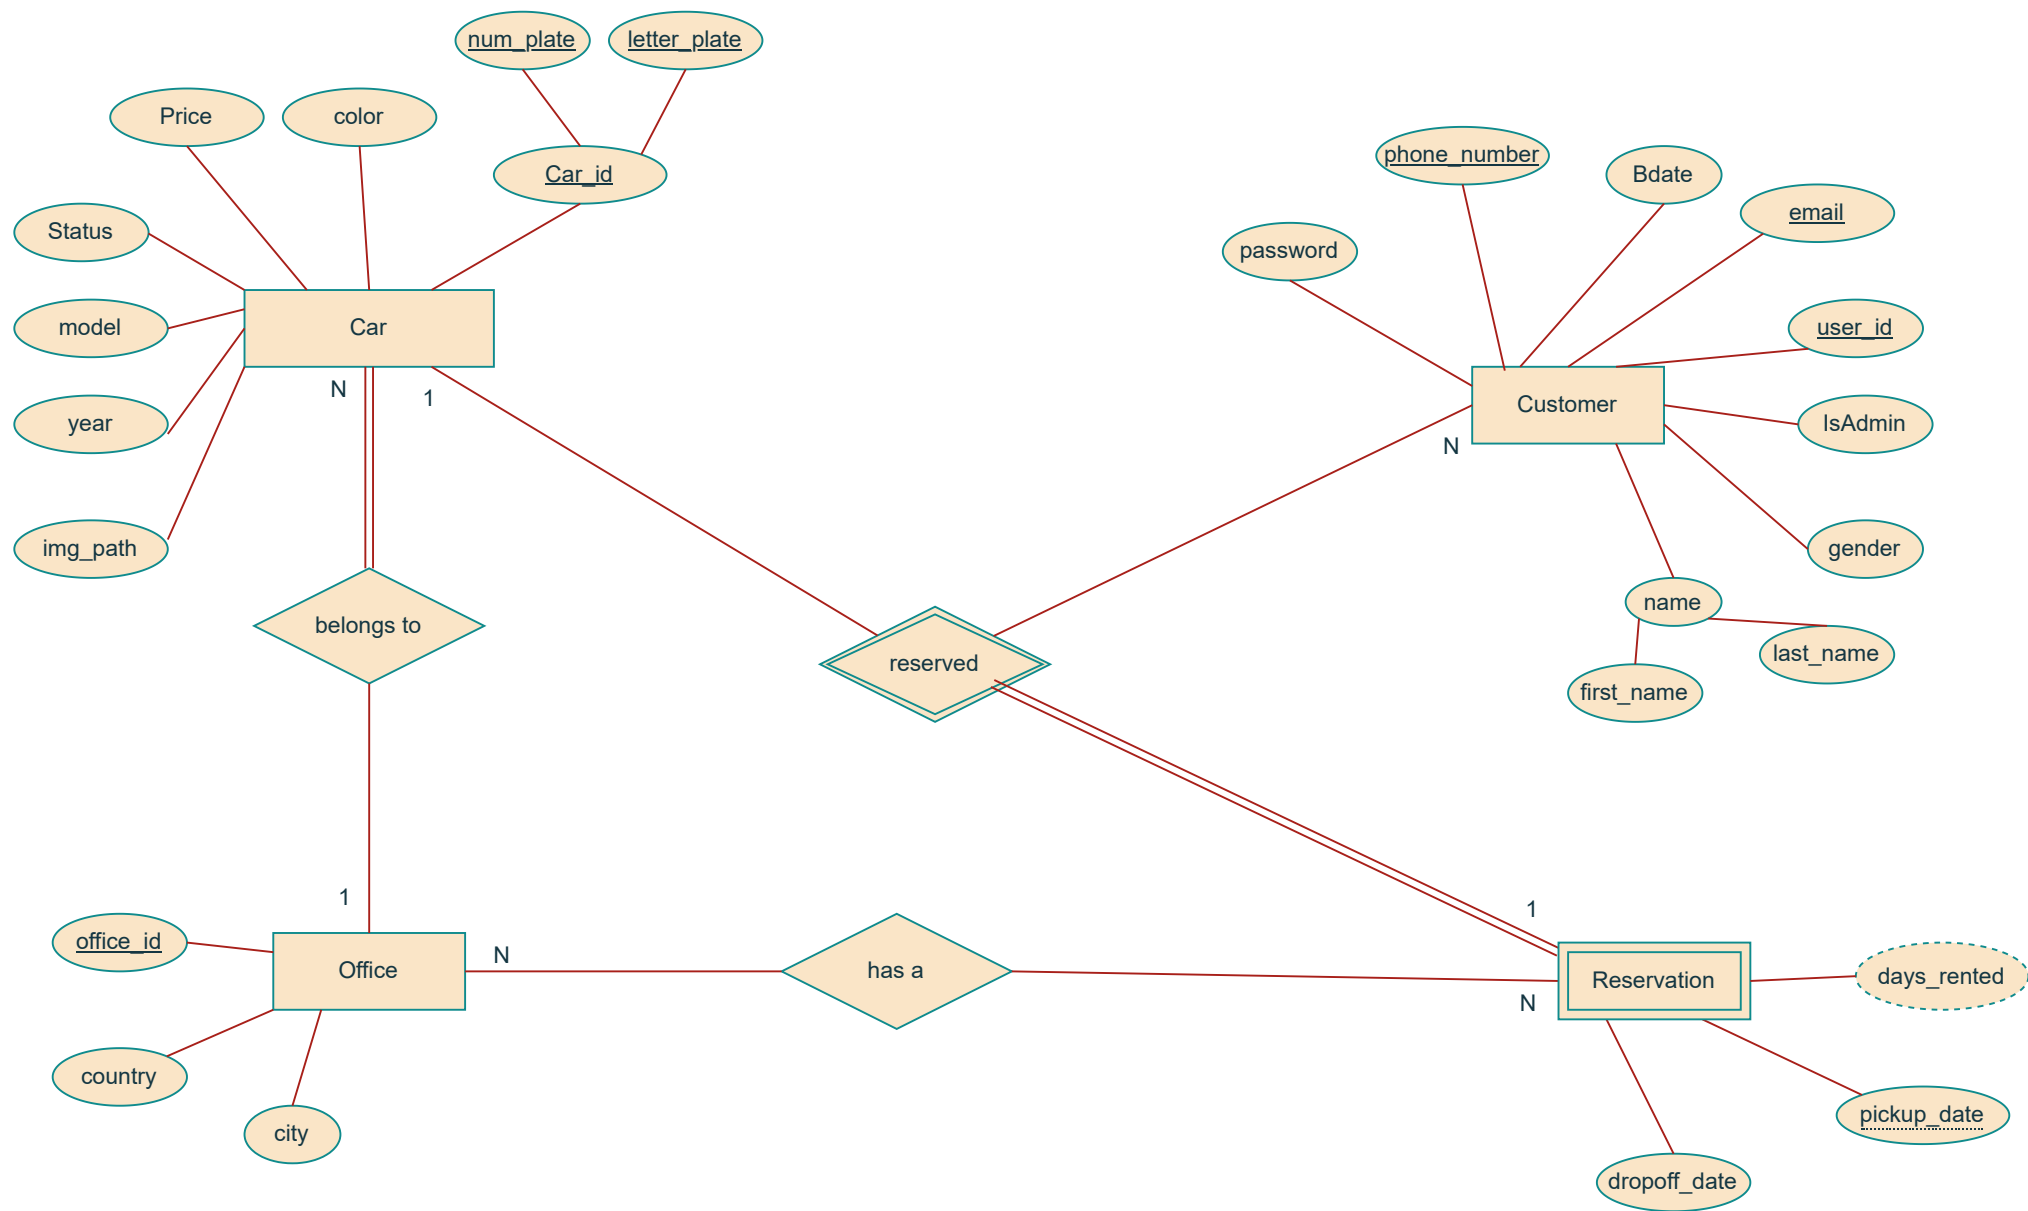 num_plate
letter_plate
Price
color
Car_id
phone_number
Bdate
email
Status
password
model
Car
user_id
N
1
Customer
IsAdmin
year
N
img_path
gender
belongs to
name
reserved
last_name
first_name
1
1
office_id
N
Office
has a
Reservation
days_rented
N
country
pickup_date
city
dropoff_date